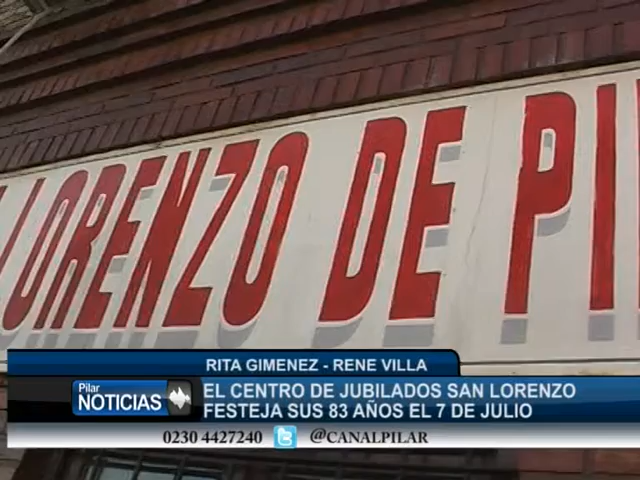 LORENZO DE PI
RITA GIMENEZ - RENE VILLA
Pilar
NOTICIAS
EL CENTRO DE JUBILADOS SAN LORENZO
FESTEJA SUS 83 AÑOS EL 7 DE JULIO
0230 4427240 @CANALPILAR